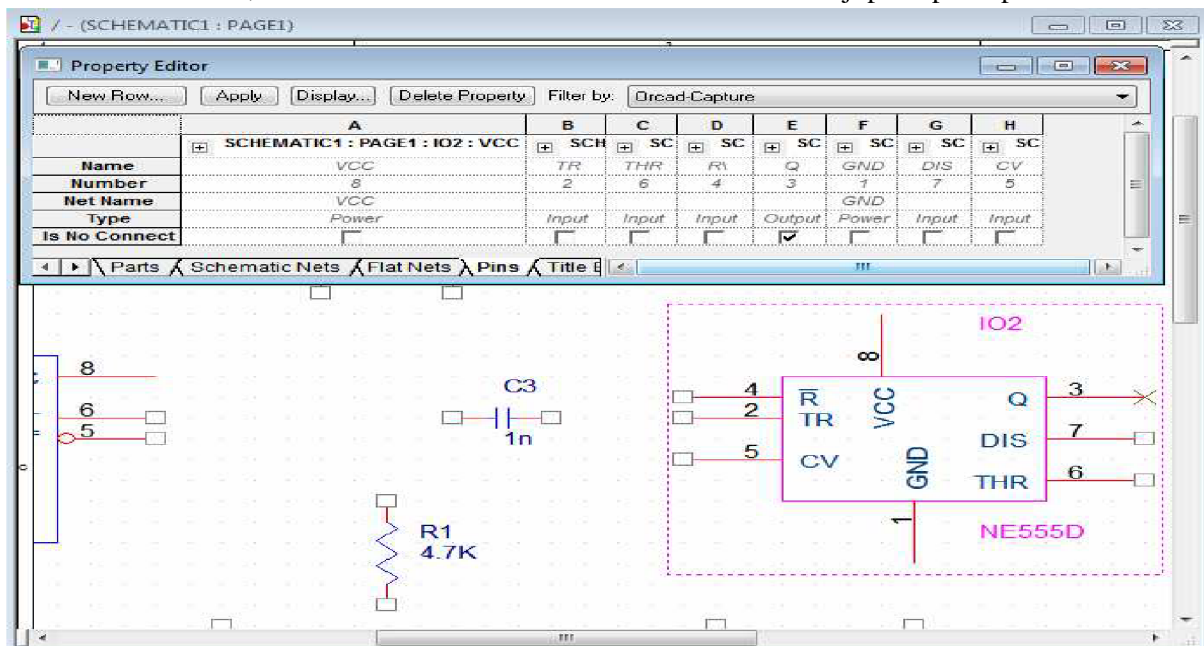 / - (SCHEMATIC1 : PAGE1)
Property Editor
New Row... Apply Display... Delete Property Filter by: Orcad-Capture
A B C D E F G H
SCHEMATIC1 : PAGE1 : IO2 : VCC SCH SC SC SC SC SC SC
Name VCC TR THR R\ Q GND DIS CV
Number 8 2 6 4 3 1 7 5
Net Name VCC GND
Type Power Input Input Input Output Power Input Input
Is No Connect
Parts Schematic Nets Flat Nets Pins Title
IO2
8
8
C3
4 R VCC Q 3
6
2 TR
5
1n
DIS 7
5 CV
GND
THR 6
R1
1
NE555D
4.7K